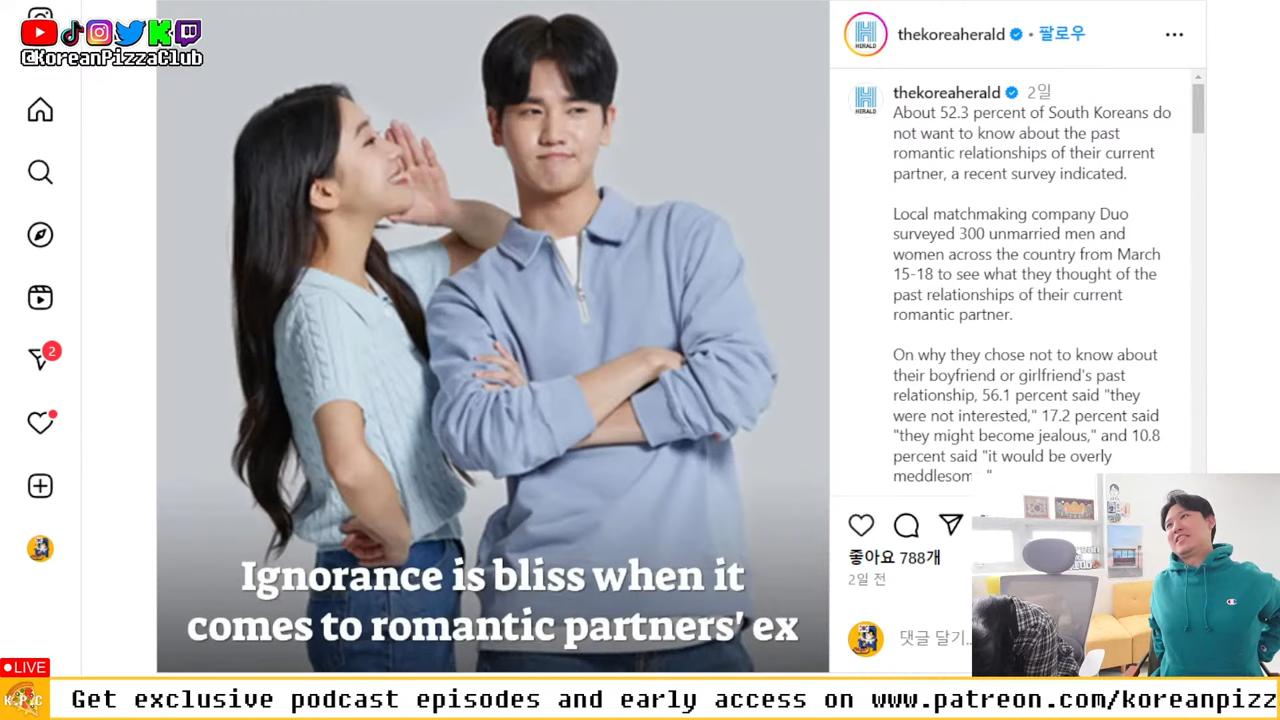 @KoreanPizzaClub
HERALD
thekoreaherald • 팔로우
HERALD
thekoreaherald 2일
About 52.3 percent of South Koreans do
not want to know about the past
romantic relationships of their current
partner, a recent survey indicated.
Local matchmaking company Duo
surveyed 300 unmarried men and
women across the country from March
15-18 to see what they thought of the
past relationships of their current
romantic partner.
On why they chose not to know about
their boyfriend or girlfriend's past
relationship, 56.1 percent said "they
were not interested," 17.2 percent said
"they might become jealous," and 10.8
percent said "it would be overly
meddlesom "
2
Ignorance is bliss when it
comes to romantic partners' ex
좋아요 788개
2일 전
댓글 달기..
LIVE
K.P.C
Get exclusive podcast episodes and early access on www.patreon.com/koreanpizz